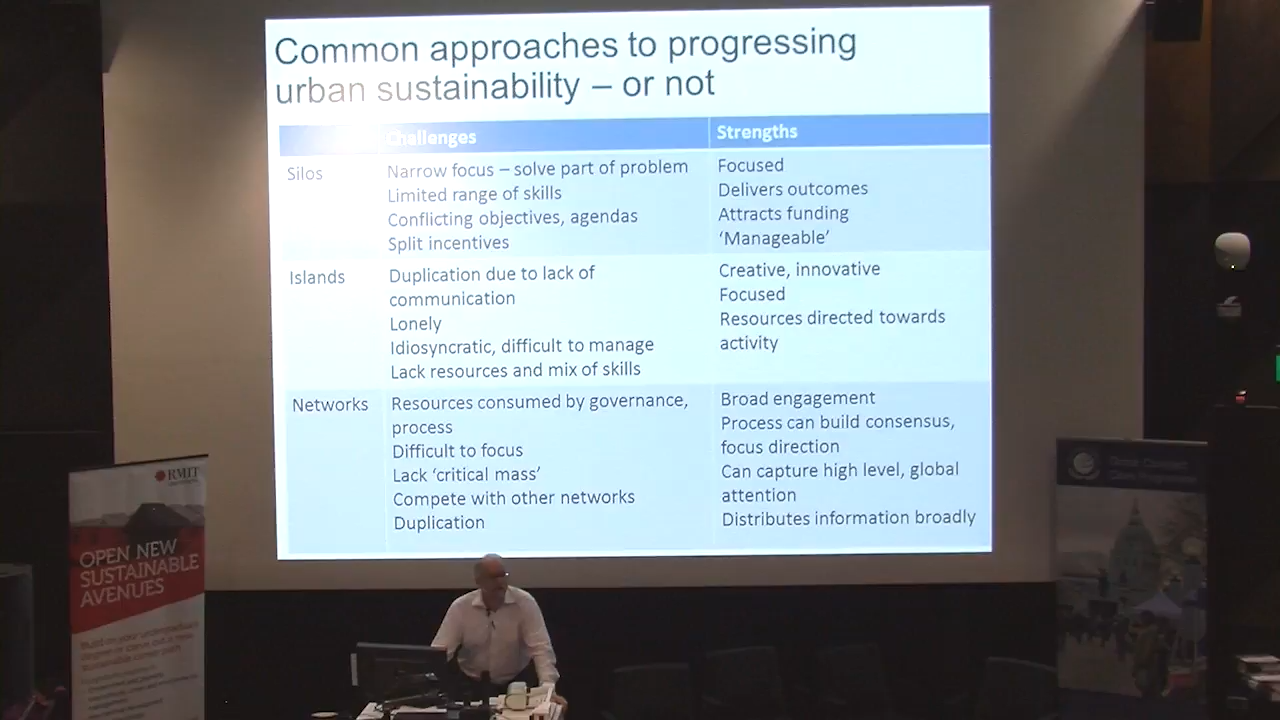 Common approaches to progressing
urban sustainability – or not
Challenges
Strengths
Silos
Narrow focus – solve part of problem
Limited range of skills
Conflicting objectives, agendas
Split incentives
Focused
Delivers outcomes
Attracts funding
‘Manageable’
Islands
Duplication due to lack of
communication
Lonely
Idiosyncratic, difficult to manage
Lack resources and mix of skills
Creative, innovative
Focused
Resources directed towards
activity
Networks
Resources consumed by governance,
process
Difficult to focus
Lack ‘critical mass’
Compete with other networks
Duplication
Broad engagement
Process can build consensus,
focus direction
Can capture high level, global
attention
Distributes information broadly
RMIT
OPEN NEW
SUSTAINABLE
AVENUES